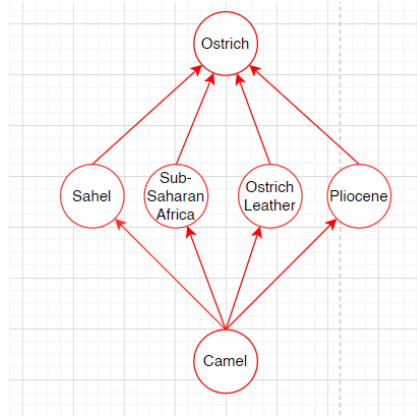 Ostrich
Sahel
Sub-
Saharan
Africa
Ostrich
Leather
Pliocene
Camel